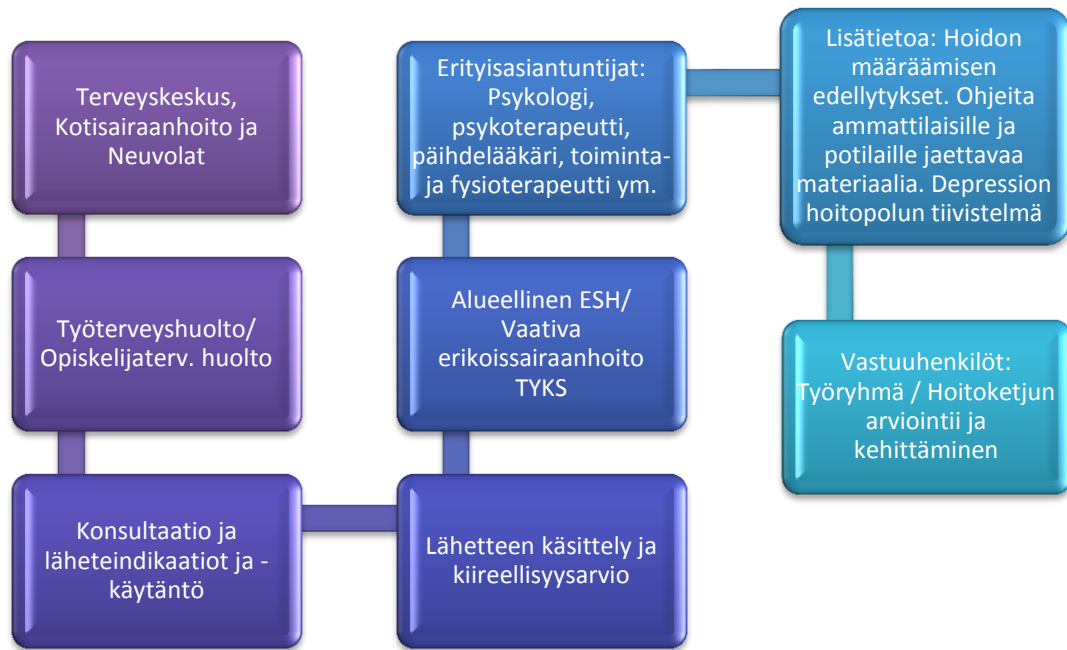 Terveyskeskus,
Kotisairaanhoito ja
Neuvolat
Työterveyshuolto/
Opiskelijaterv. huolto
Konsultaatio ja
läheteindikaatiot ja -
käytäntö
Lähetteen käsittely ja
kiireellisyysarvio
Alueellinen ESH/
Vaativa
erikoissairaanhoito
TYKS
Erityisasiantuntijat:
Psykologi,
psykoterapeutti,
päihdelääkäri, toiminta-
ja fysioterapeutti ym.
Lisätietoa: Hoidon
määräämisen
edellytykset. Ohjeita
ammattilaisille ja
potilaille jaettavaa
materiaalia. Depression
hoitopolun tiivistelmä
Vastuuhenkilöt:
Työryhmä / Hoitoketjun
arviointii ja
kehittäminen